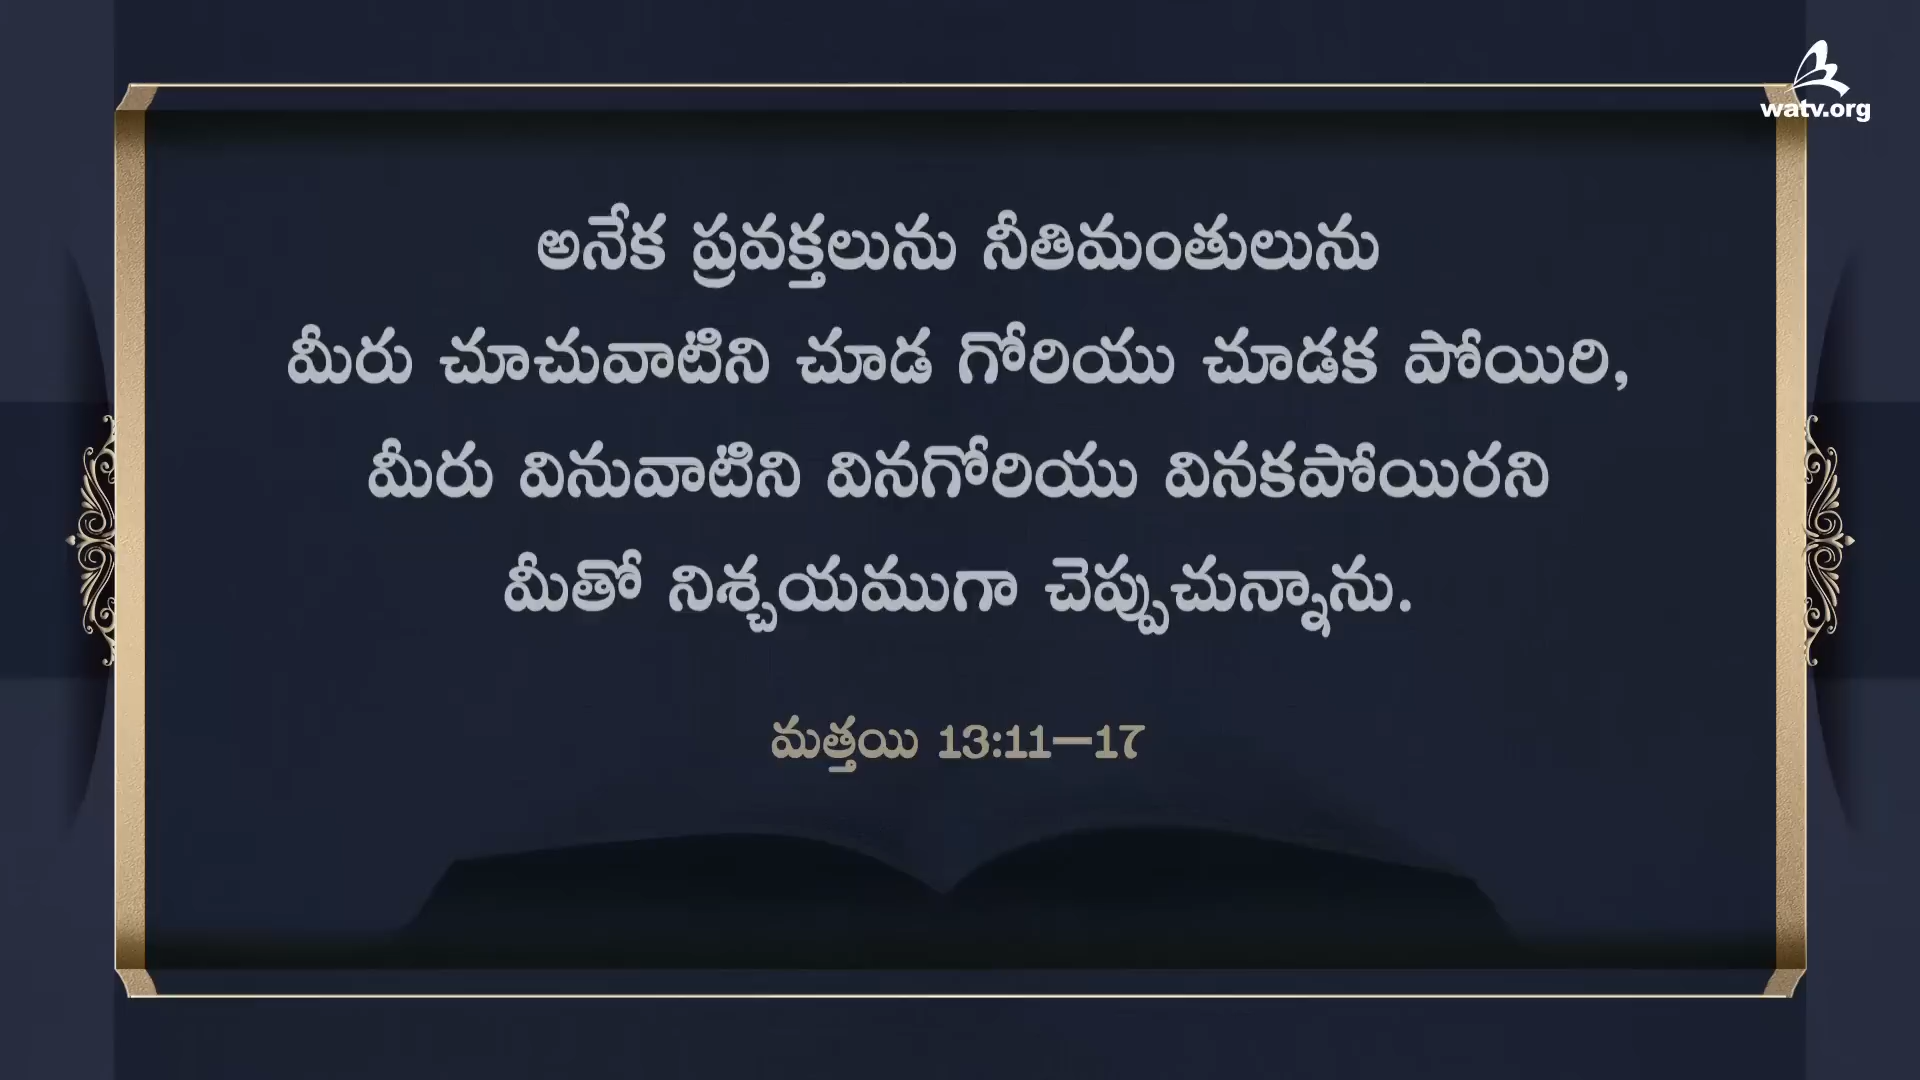 watv.org
అనేక ప్రవక్తలును నీతిమంతులును
మీరు చూచువాటిని చూడ గోరియు చూడక పోయిరి,
మీరు వినువాటిని వినగోరియు వినకపోయిరని
మీతో నిశ్చయముగా చెప్పుచున్నాను.
మత్తయి 13:11—17